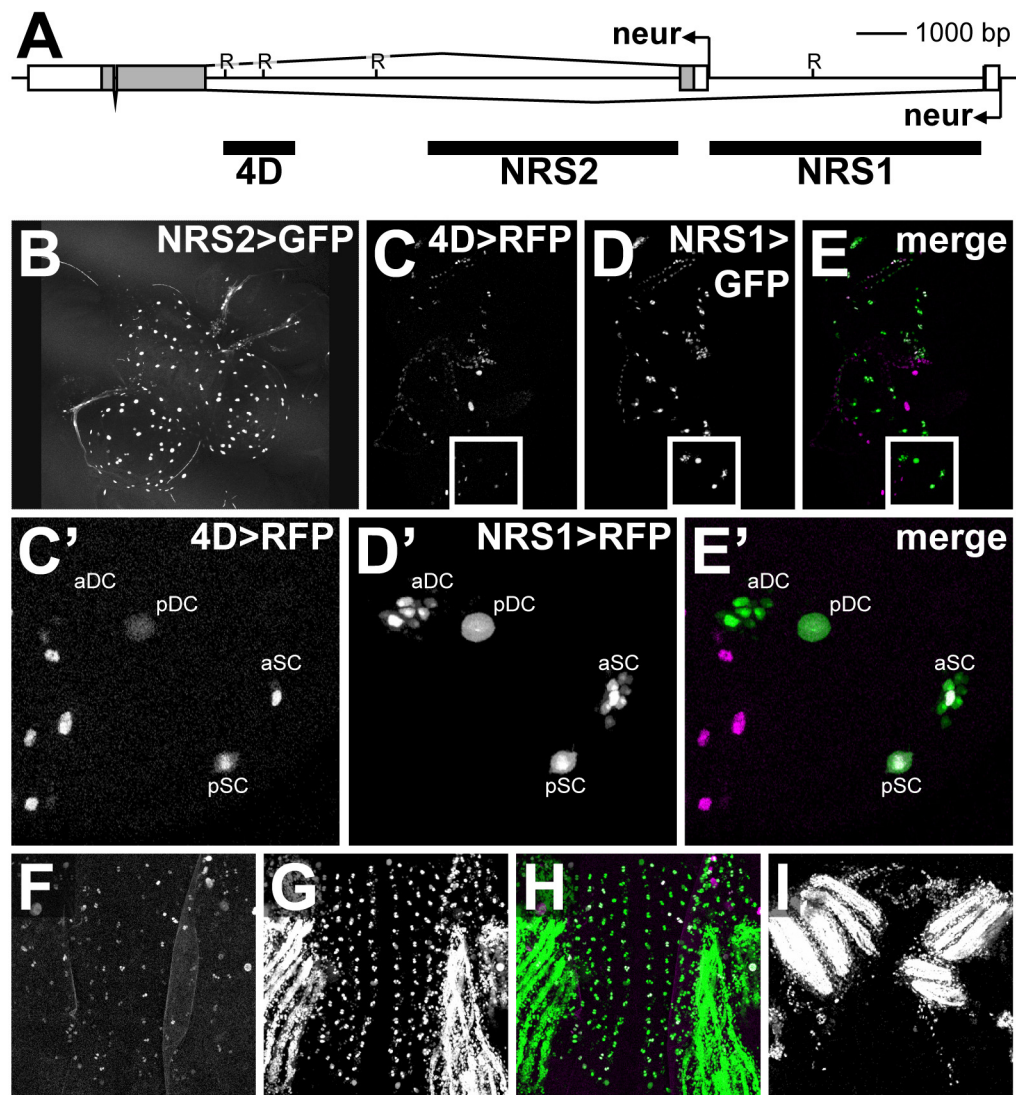 A
neur
1000 bp
R R R R
neur
4D NRS2 NRS1
B NRS2>GFP
C 4D>RFP
D NRS1>
GFP
E merge
C' 4D>RFP
aDC
pDC
aSC
pSC
D' NRS1>RFP
aDC
pDC
aSC
pSC
E' merge
aDC
pDC
aSC
pSC
F G H I